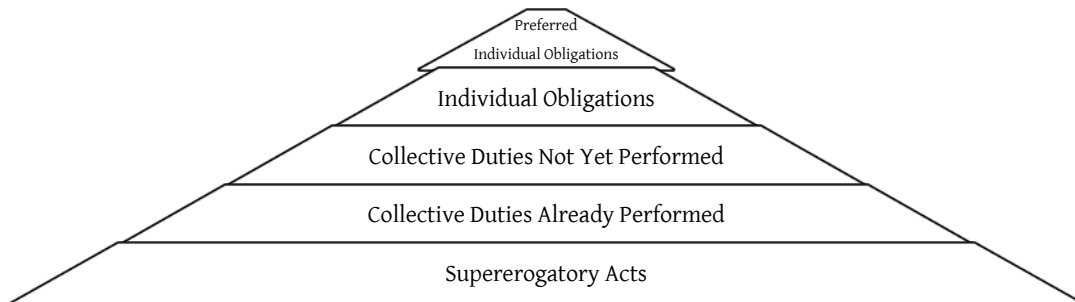 Preferred
Individual Obligations
Individual Obligations
Collective Duties Not Yet Performed
Collective Duties Already Performed
Supererogatory Acts